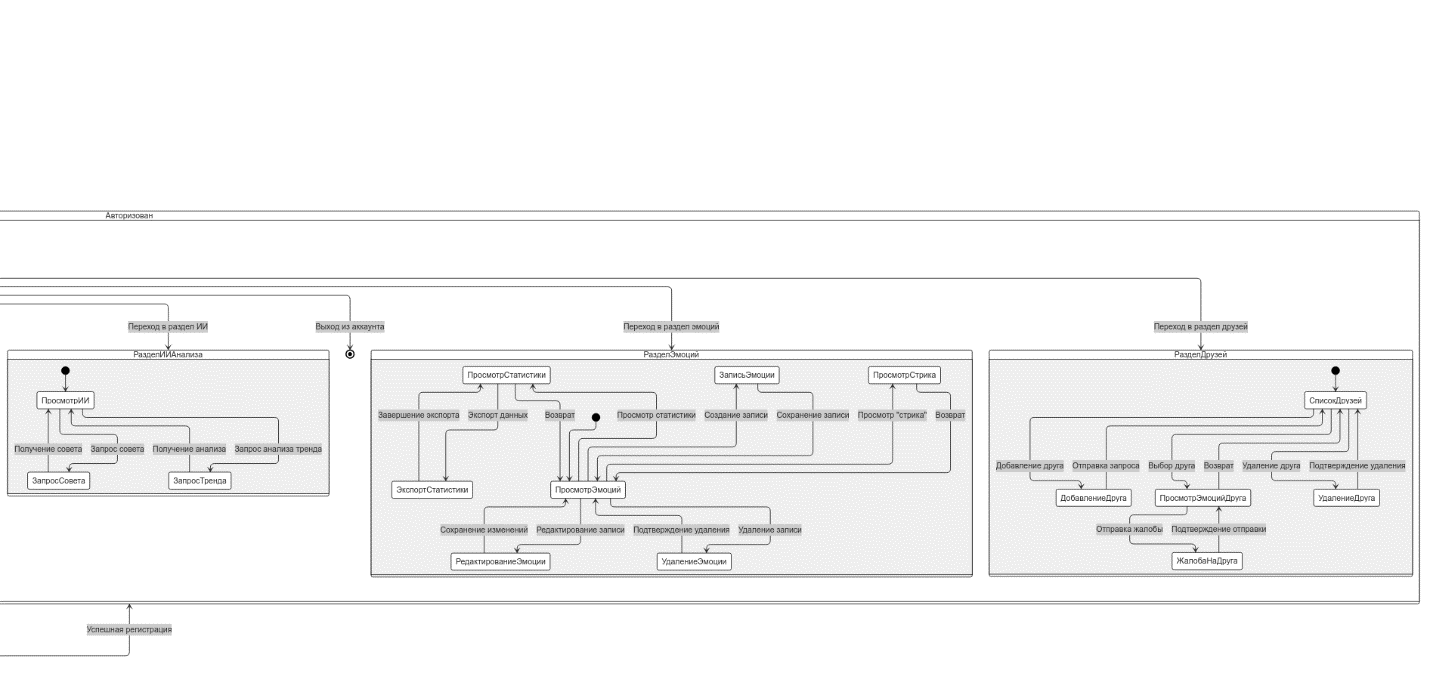 Авторизован
Переход в раздел ИИ
Выход из аккаунта
Переход в раздел эмоций
Переход в раздел друзей
РазделИИАнализа
РазделЭмоций
РазделДрузей
ПросмотрИИ
Получение совета
Запрос совета
Получение анализа
Запрос анализа тренда
ЗапросСовета
ЗапросТренда
ПросмотрСтатистики
ЗаписьЭмоции
ПросмотрСтрика
Завершение экспорта
Экспорт данных
Возврат
Просмотр статистики
Создание записи
Сохранение записи
Просмотр "стрика"
Возврат
ЭкспортСтатистики
ПросмотрЭмоций
Сохранение изменений
Редактирование записи
Подтверждение удаления
Удаление записи
РедактированиеЭмоции
УдалениеЭмоции
СписокДрузей
Добавление друга
Отправка запроса
Выбор друга
Возврат
Удаление друга
Подтверждение удаления
ДобавлениеДруга
ПросмотрЭмоцийДруга
УдалениеДруга
Отправка жалобы
Подтверждение отправки
ЖалобаНаДруга
Успешная регистрация